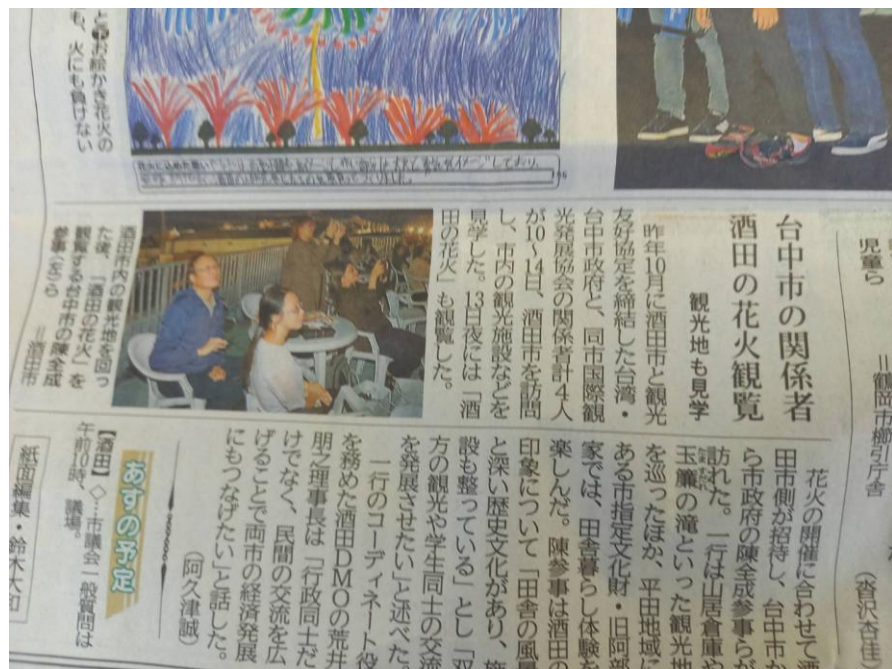 とお絵かき花火の
も、火にも負けない
児童ら
＝鶴岡市櫛引庁舎
台中市の関係者
酒田の花火観覧
観光地も見学
昨年10月に酒田市と観光
友好協定を締結した台湾・
台中市政府と、同市国際観
光発展協会の関係者計4人
が10〜14日、酒田市を訪問
し、市内の観光施設などを
見学した。13日夜には「酒
田の花火」も観覧した。
酒田市内の観光地を回っ
た後、「酒田の花火」を
観覧する台中市の陳全成
参事（左）ら
＝酒田市
花火の開催に合わせて酒
田市側が招待し、台中市か
ら市政府の陳全成参事らが
訪れた。一行は山居倉庫
玉簾の滝といった観光地
を巡ったほか、平田地域に
ある市指定文化財・旧阿部
家では、田舎暮らし体験を
楽しんだ。陳参事は酒田の
印象について「田舎の風景
と深い歴史文化があり、施
設も整っている」とし「双
方の観光や学生同士の交流
を発展させたい」と述べた。
一行のコーディネート役
を務めた酒田DMOの荒井
朋之理事長は「行政同士だ
けでなく、民間の交流を広
げることで両市の経済発展
にもつなげたい」と話した。
（阿久津誠）
（沓沢杏佳）
あすの予定
【酒田】◇…市議会一般質問は
午前10時、議場。
紙面編集・鈴木大和